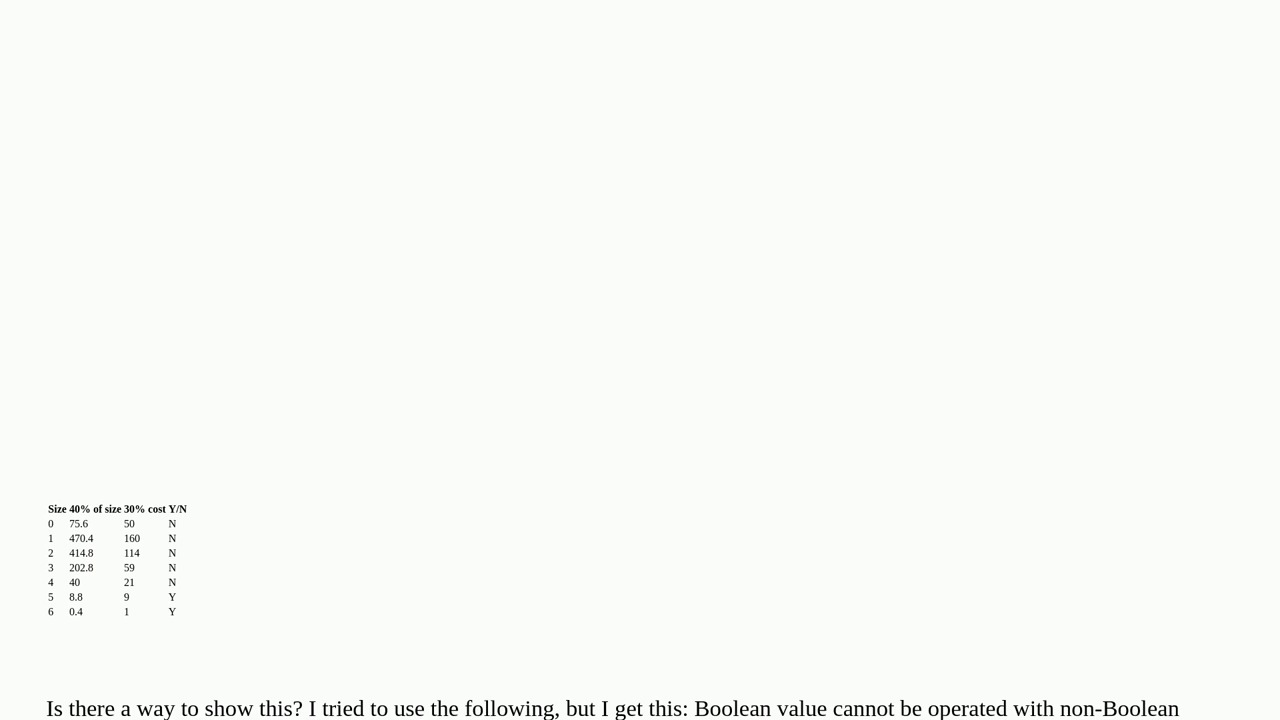 Size 40% of size 30% cost Y/N
0 75.6 50 N
1 470.4 160 N
2 414.8 114 N
3 202.8 59 N
4 40 21 N
5 8.8 9 Y
6 0.4 1 Y
Is there a way to show this? I tried to use the following, but I get this: Boolean value cannot be operated with non-Boolean